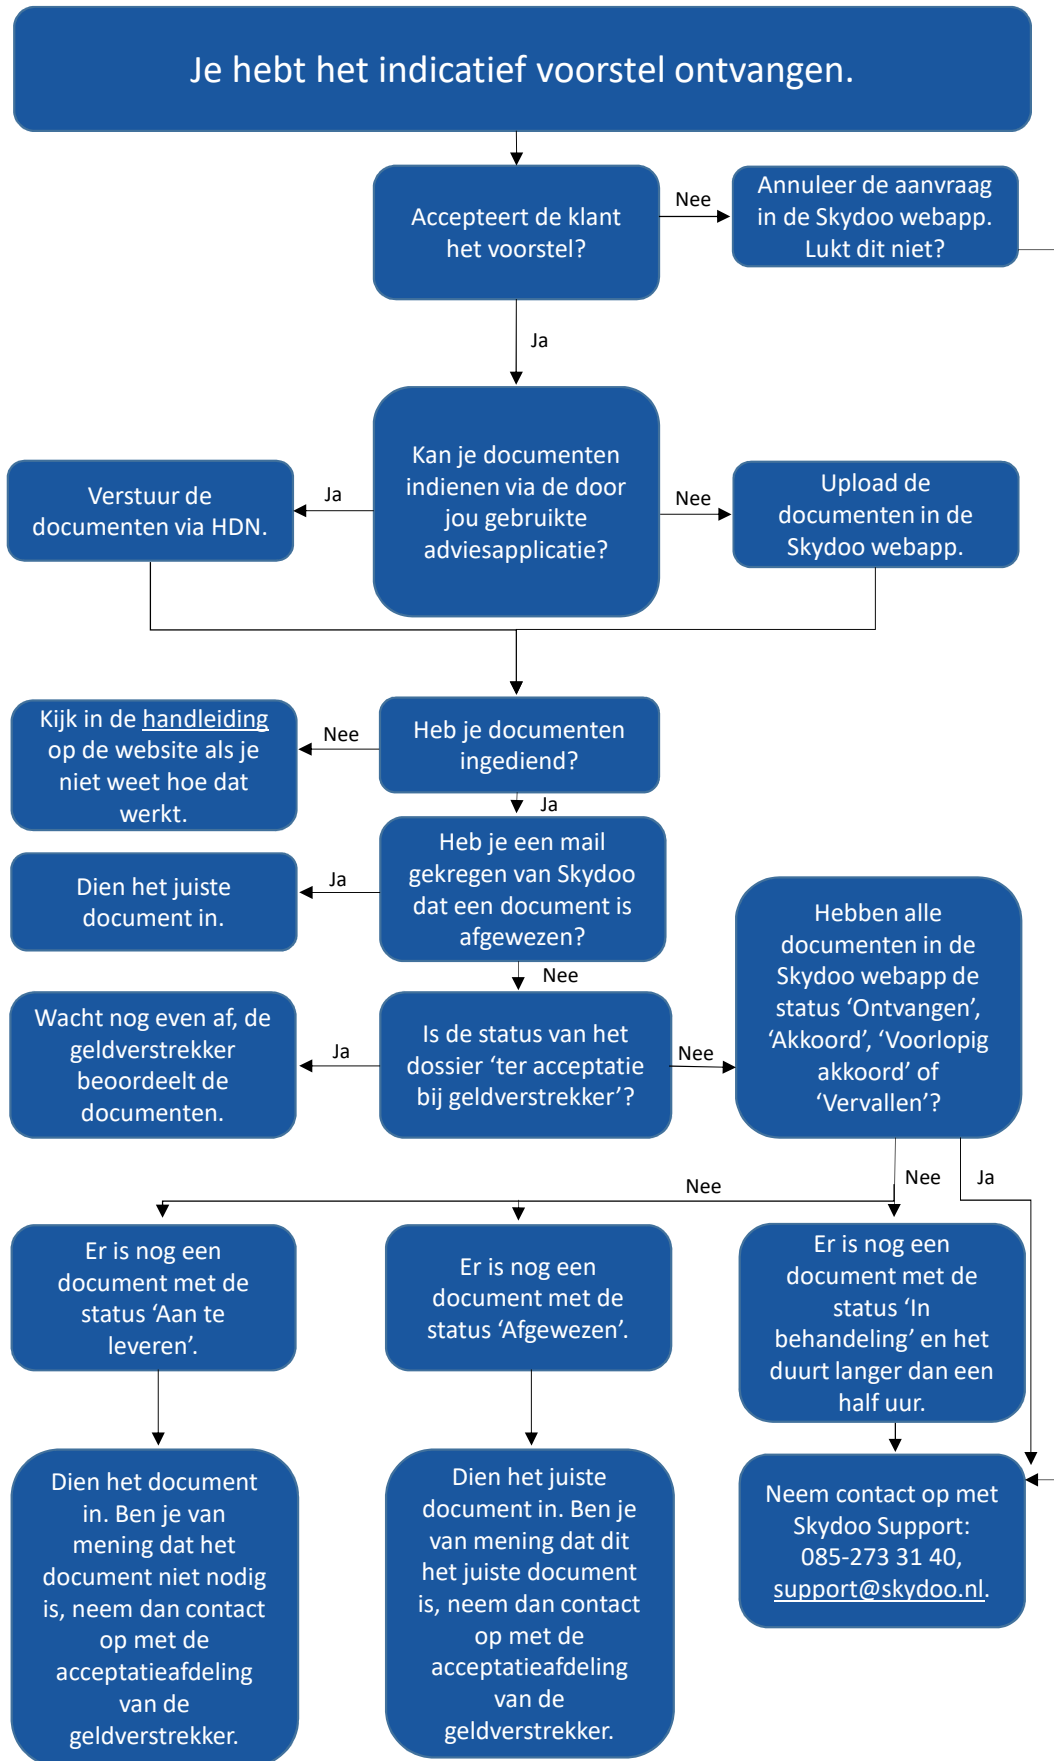 Je hebt het indicatief voorstel ontvangen.
Accepteert de klant
het voorstel?
Nee
Annuleer de aanvraag
in de Skydoo webapp.
Lukt dit niet?
Ja
Kan je documenten
indienen via de door
jou gebruikte
adviesapplicatie?
Ja
Verstuur de
documenten via HDN.
Nee
Upload de
documenten in de
Skydoo webapp.
Heb je documenten
ingediend?
Nee
Kijk in de handleiding
op de website als je
niet weet hoe dat
werkt.
Ja
Heb je een mail
gekregen van Skydoo
dat een document is
afgewezen?
Ja
Dien het juiste
document in.
Nee
Is de status van het
dossier ‘ter acceptatie
bij geldverstrekker’?
Ja
Wacht nog even af, de
geldverstrekker
beoordeelt de
documenten.
Nee
Hebben alle
documenten in de
Skydoo webapp de
status ‘Ontvangen’,
‘Akkoord’, ‘Voorlopig
akkoord’ of
‘Vervallen’?
Nee
Nee
Ja
Er is nog een
document met de
status ‘Aan te
leveren’.
Er is nog een
document met de
status ‘Afgewezen’.
Er is nog een
document met de
status ‘In
behandeling’ en het
duurt langer dan een
half uur.
Dien het document
in. Ben je van
mening dat het
document niet nodig
is, neem dan contact
op met de
acceptatieafdeling
van de
geldverstrekker.
Dien het juiste
document in. Ben je
van mening dat dit
het juiste document
is, neem dan contact
op met de
acceptatieafdeling
van de
geldverstrekker.
Neem contact op met
Skydoo Support:
085-273 31 40,
support@skydoo.nl.